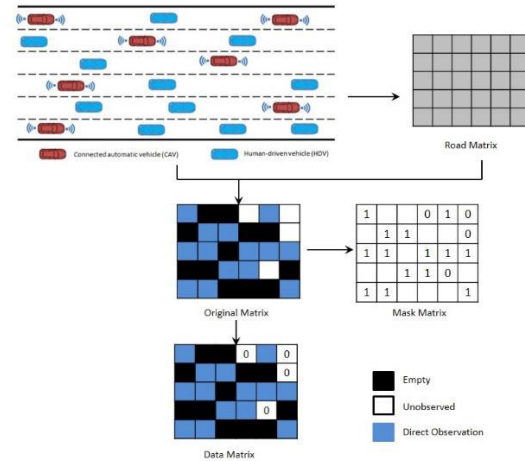 Connected automatic vehicle (CAV)
Human-driven vehicle (HDV)
Road Matrix
1 0 1 0
1 1 0
1 1 1 1 1
1 1 0
1 1 1
Original Matrix
Mask Matrix
0 0
0
0
Data Matrix
Empty
Unobserved
Direct Observation